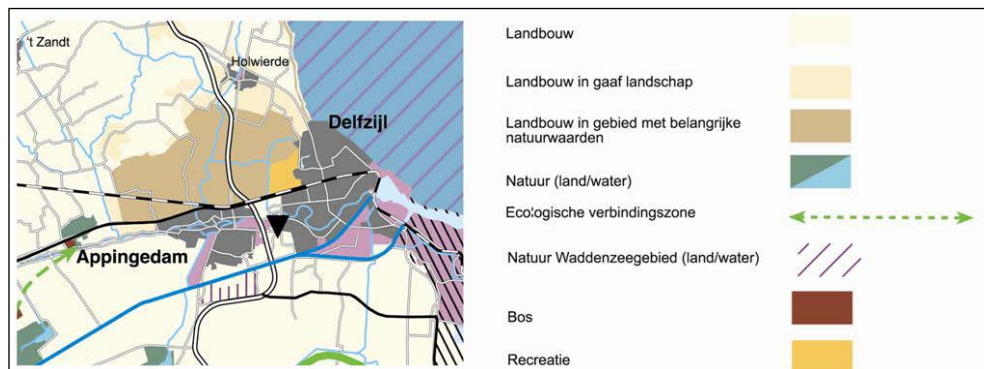 't Zandt
Holwierde
Delfzijl
Appingedam
Landbouw
Landbouw in gaaf landschap
Landbouw in gebied met belangrijke
natuurwaarden
Natuur (land/water)
Ecologische verbindingszone
Natuur Waddenzeegebied (land/water)
Bos
Recreatie